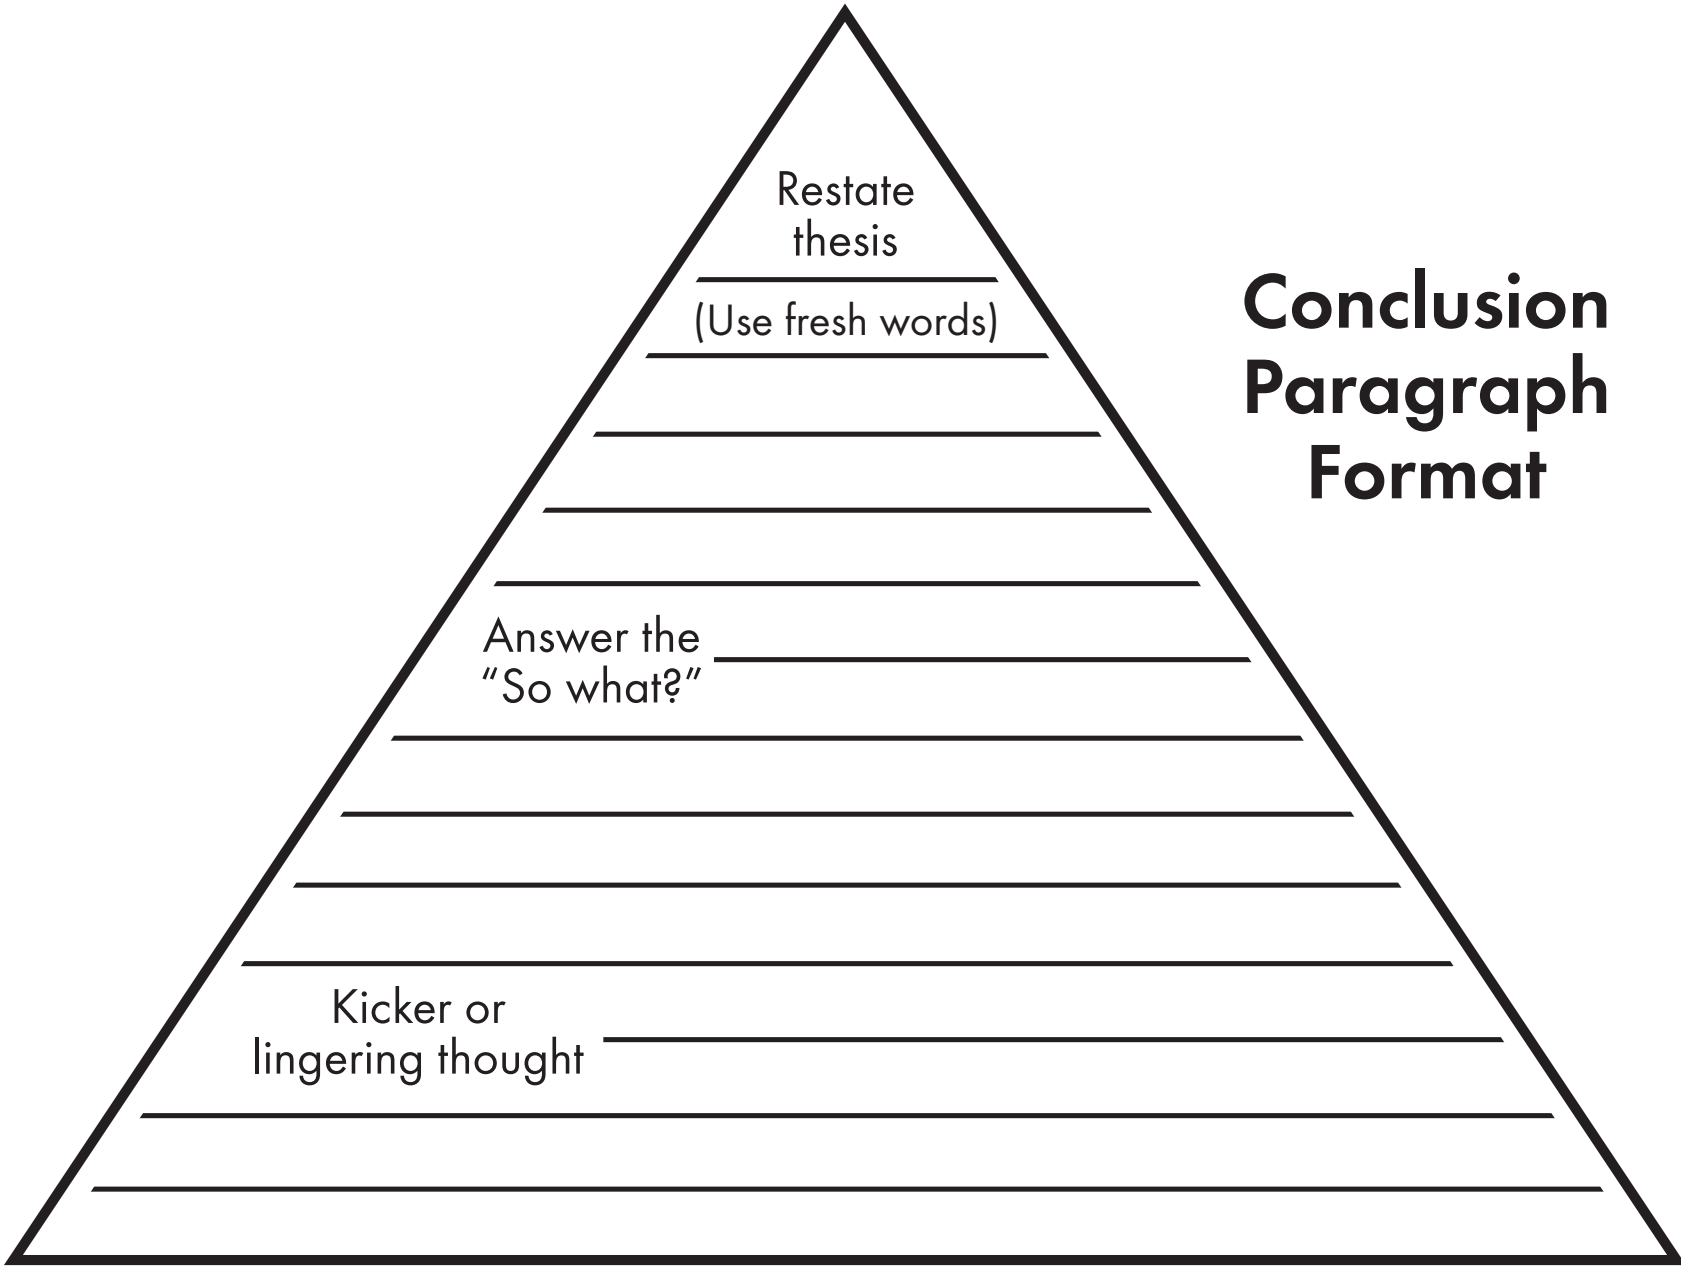 Restate
thesis
(Use fresh words)
Conclusion
Paragraph
Format
Answer the
“So what?”
Kicker or
lingering thought